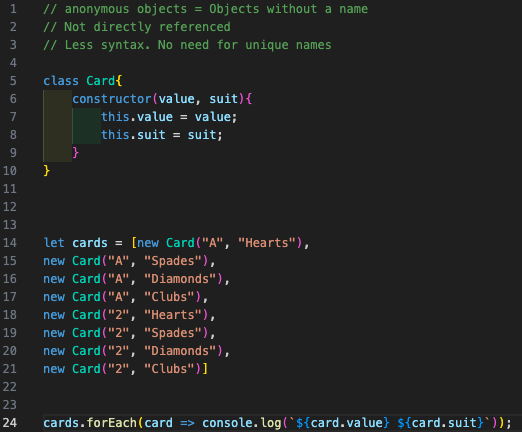 1 // anonymous objects = Objects without a name
2 // Not directly referenced
3 // Less syntax. No need for unique names
4
5 class Card{
6     constructor(value, suit){
7         this.value = value;
8         this.suit = suit;
9     }
10 }
11
12
13
14 let cards = [new Card("A", "Hearts"),
15 new Card("A", "Spades"),
16 new Card("A", "Diamonds"),
17 new Card("A", "Clubs"),
18 new Card("2", "Hearts"),
19 new Card("2", "Spades"),
20 new Card("2", "Diamonds"),
21 new Card("2", "Clubs")]
22
23
24 cards.forEach(card => console.log(`${card.value} ${card.suit}`));